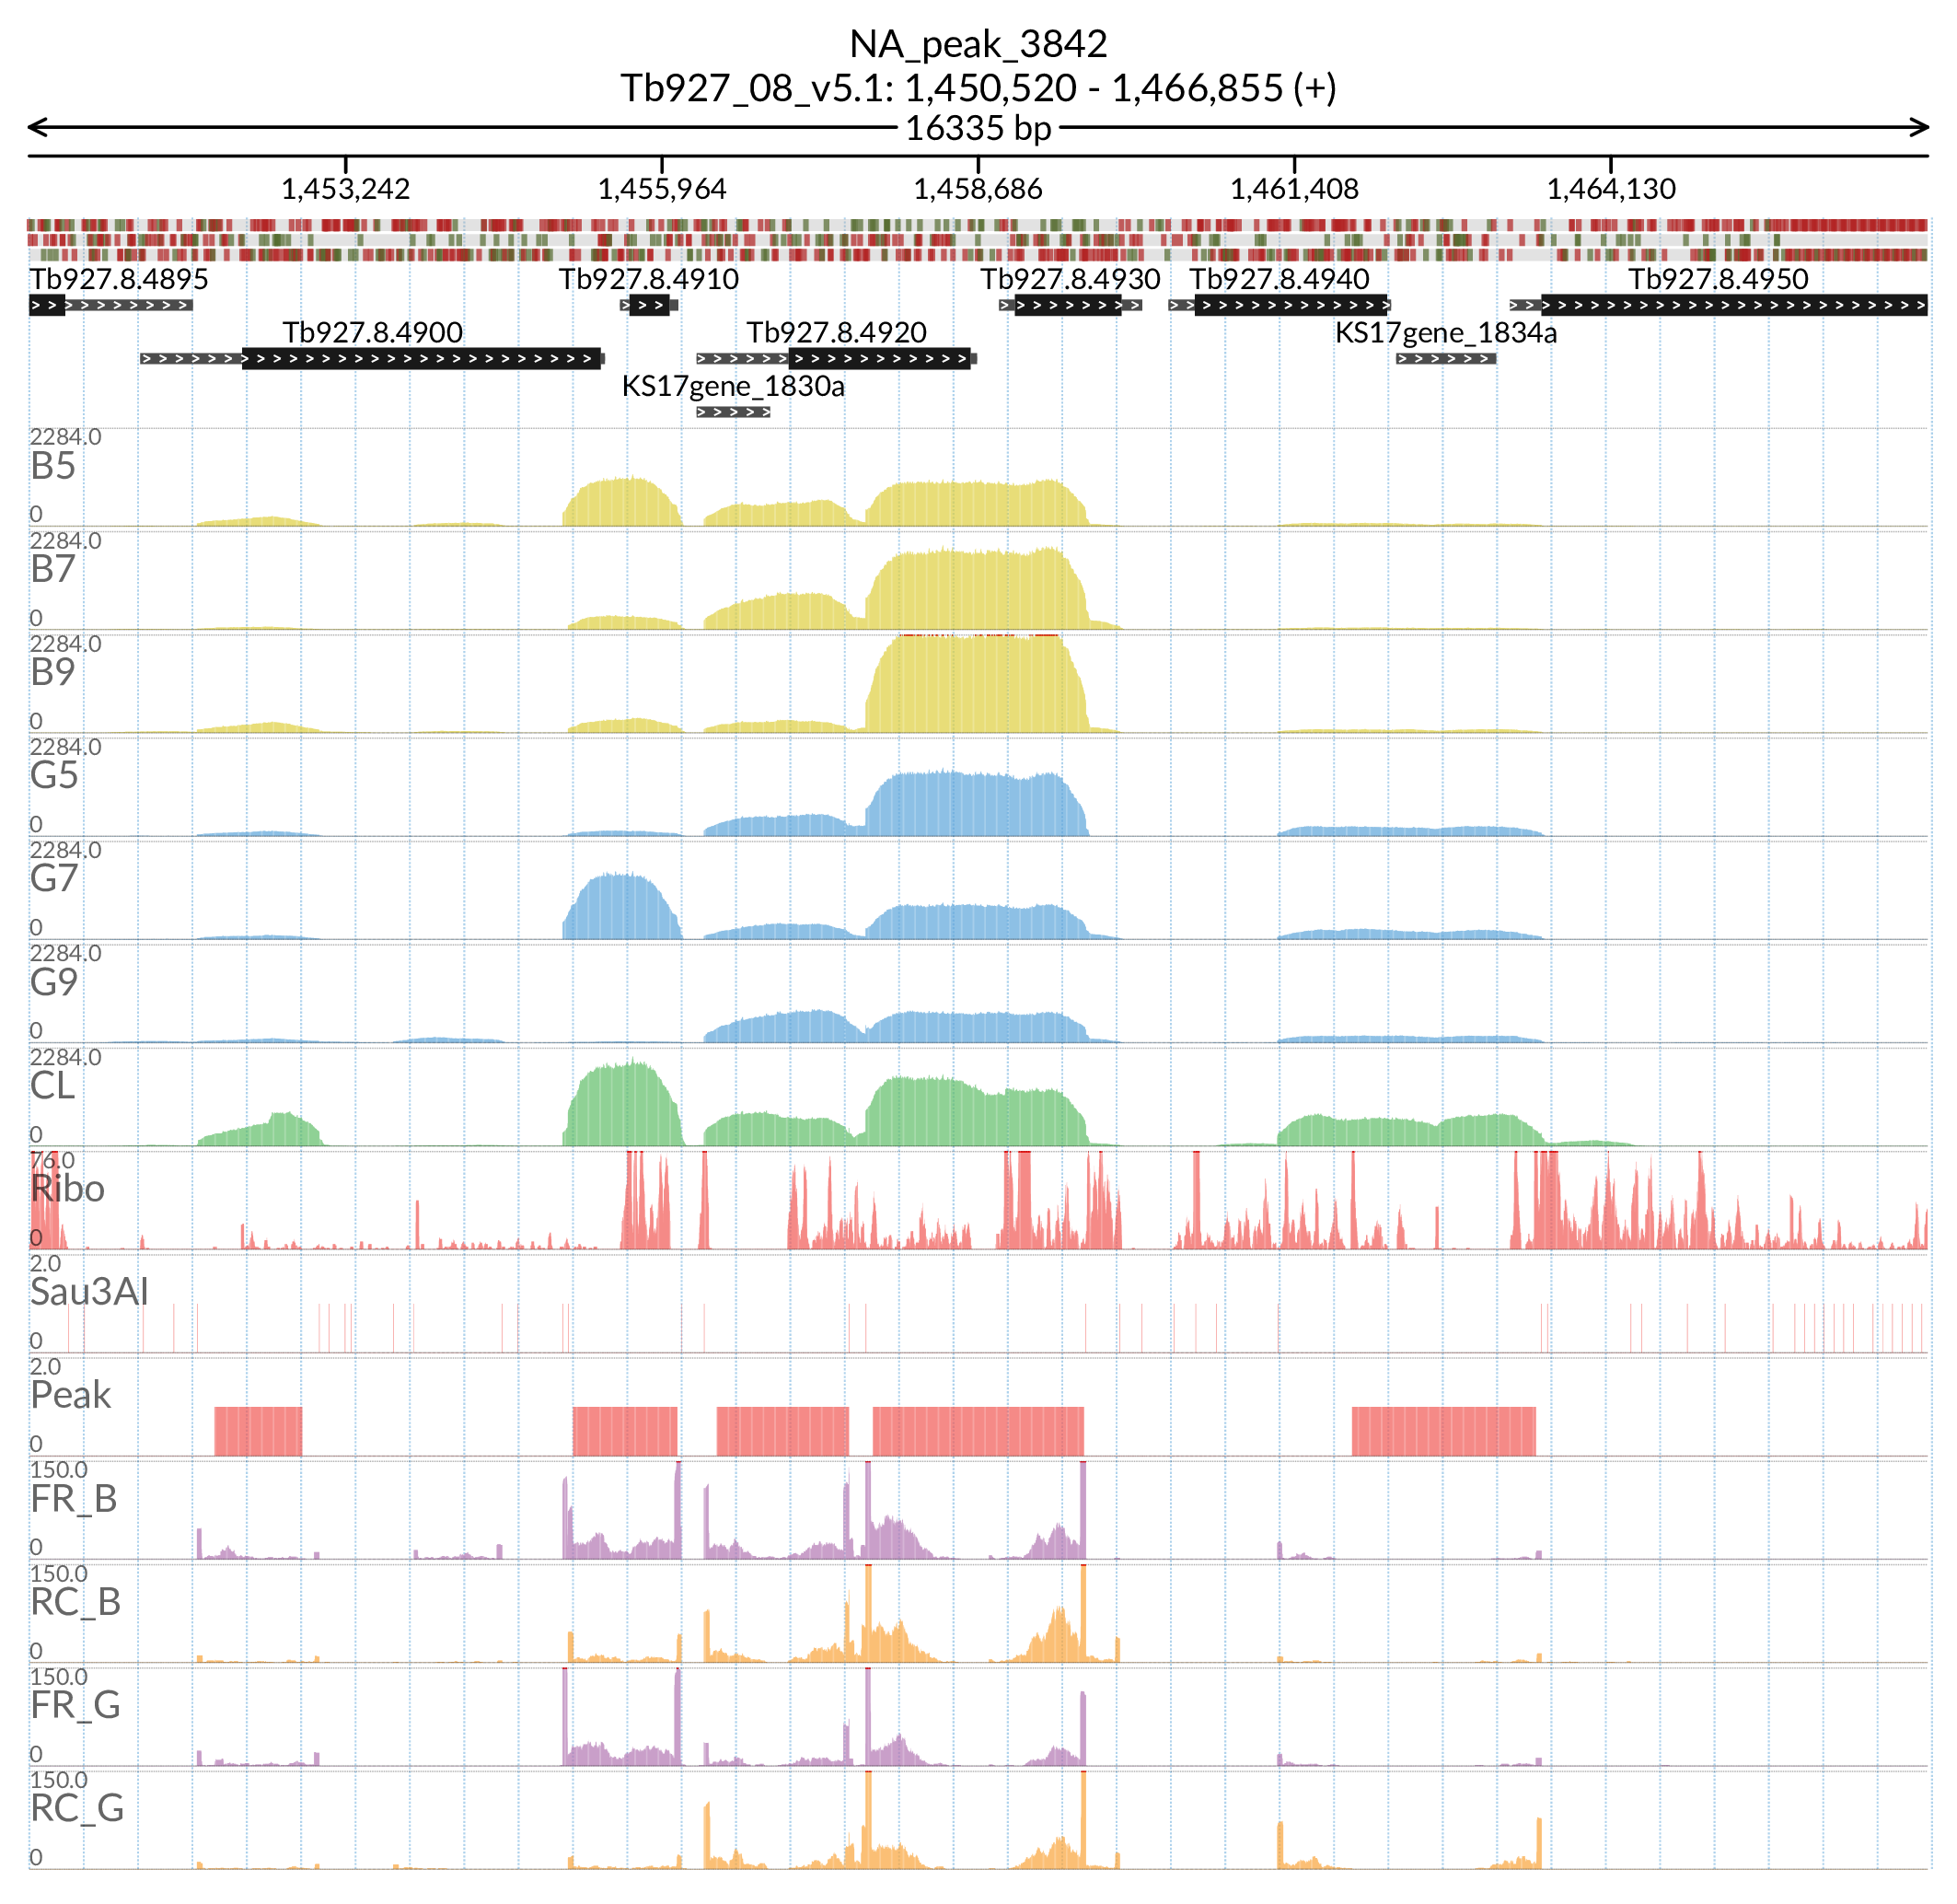 NA_peak_3842
Tb927_08_v5.1: 1,450,520 - 1,466,855 (+)
16335 bp
1,453,242 1,455,964 1,458,686 1,461,408 1,464,130
Tb927.8.4895 Tb927.8.4910 Tb927.8.4930 Tb927.8.4940 Tb927.8.4950
Tb927.8.4900 Tb927.8.4920 KS17gene_1834a
KS17gene_1830a
2284.0
B5
0
2284.0
B7
0
2284.0
B9
0
2284.0
G5
0
2284.0
G7
0
2284.0
G9
0
2284.0
CL
0
76.0
Ribo
0
2.0
Sau3AI
0
2.0
Peak
0
150.0
FR_B
0
150.0
RC_B
0
150.0
FR_G
0
150.0
RC_G
0